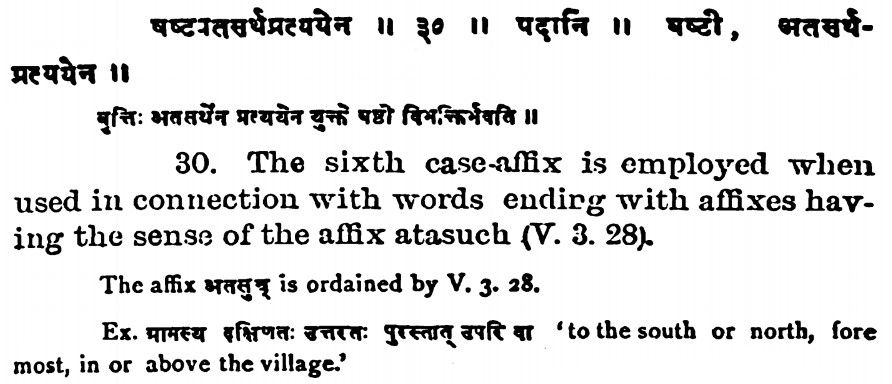 षष्ठ्यतसर्थप्रत्ययेन ॥ ३० ॥ पदानि ॥ षष्टी, अतसर्थ-
प्रत्ययेन ॥
वृत्तिः अतसर्थेन प्रत्ययेन युक्ते षष्ठी विभक्तिर्भवति ॥
30. The sixth case-affix is employed when
used in connection with words ending with affixes hav-
ing the sense of the affix atasuch (V. 3. 28).
The affix अतसुच् is ordained by V. 3. 28.
Ex. ग्रामस्य दक्षिणतः उत्तरतः पुरस्तात् उपरि वा 'to the south or north, fore
most, in or above the village.'